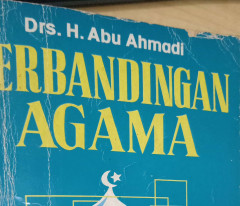 Drs. H. Abu Ahmadi
ERBANDINGAN
AGAMA